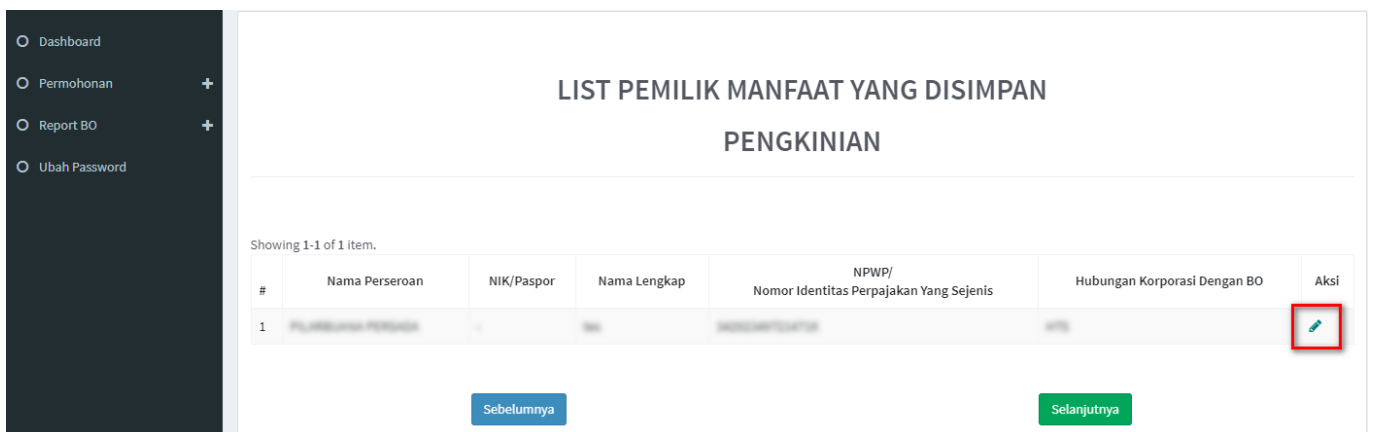 Dashboard
Permohonan
Report BO
Ubah Password
LIST PEMILIK MANFAAT YANG DISIMPAN
PENGKINIAN
Showing 1-1 of 1 item.
# Nama Perseroan NIK/Paspor Nama Lengkap NPWP/ Nomor Identitas Perpajakan Yang Sejenis Hubungan Korporasi Dengan BO Aksi
1 -
Sebelumnya Selanjutnya